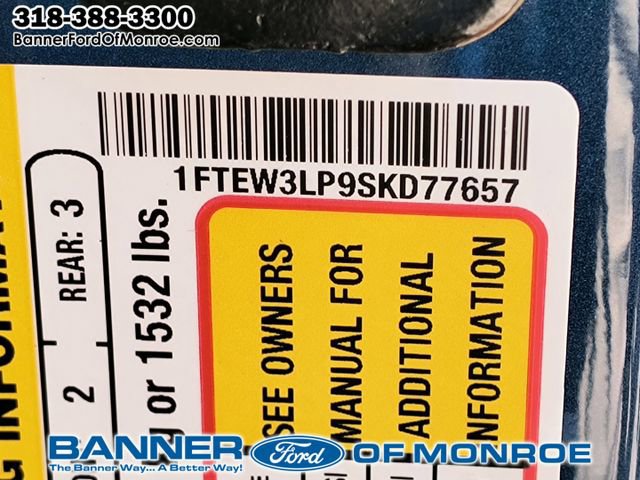 318-388-3300
BannerFordOfMonroe.com
1FTEW3LP9SKD77657
REAR: 3
2
or 1532 lbs.
SEE OWNERS
MANUAL FOR
ADDITIONAL
INFORMATION
BANNER Ford OF MONROE
The Banner Way... A Better Way!